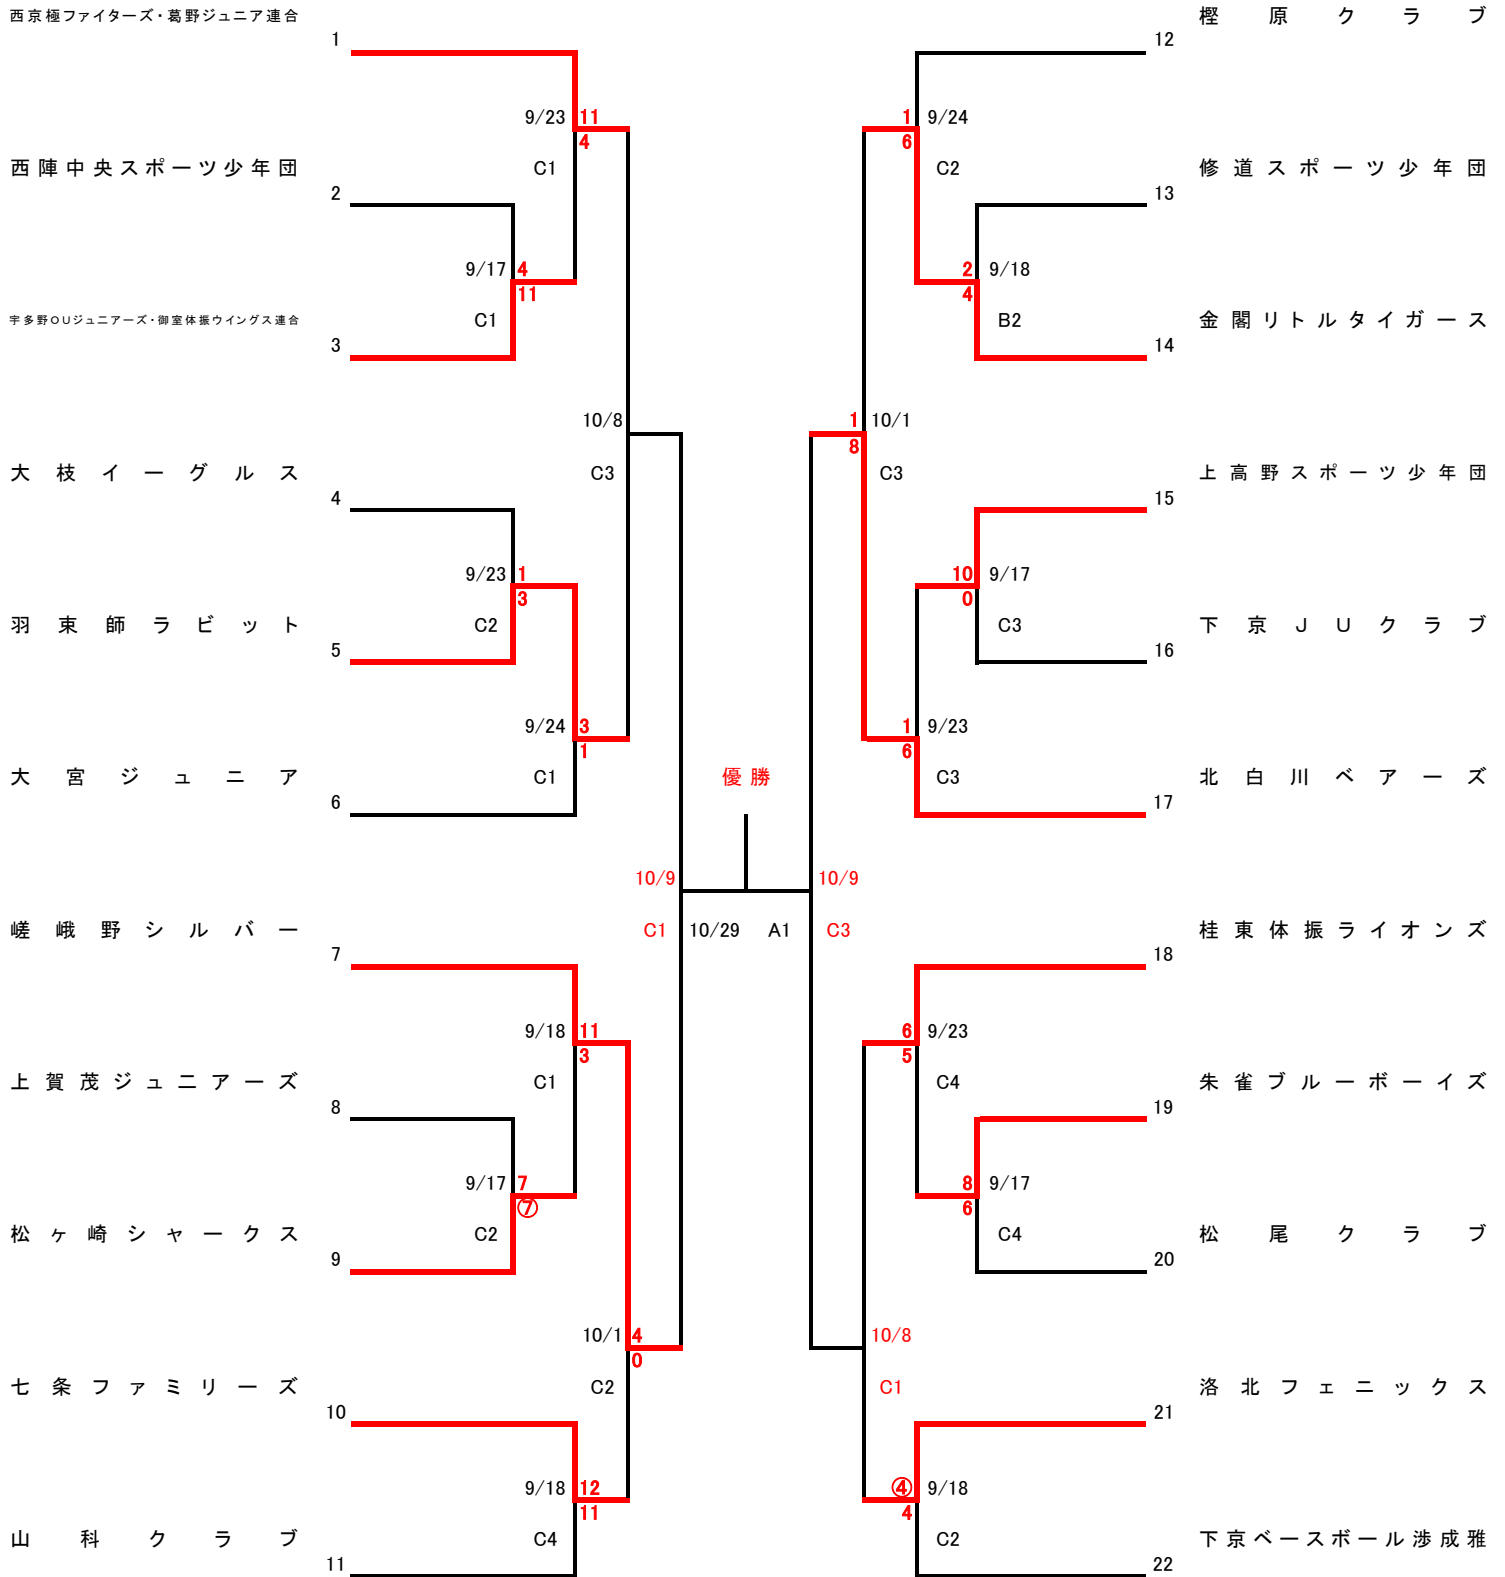 西京極ファイターズ・葛野ジュニア連合
1
9/23 11
4
C1
西陣中央スポーツ少年団
2
9/17 4
11
C1
宇多野OUジュニアーズ・御室体振ウイングス連合
3
10/8
C3
大枝イーグルス
4
9/23 1
3
C2
羽束師ラビット
5
9/24 3
1
C1
大宮ジュニア
6
嵯峨野シルバー
7
9/18 11
3
C1
上賀茂ジュニアーズ
8
9/17 7
⑦
C2
松ヶ崎シャークス
9
10/1 4
0
C2
七条ファミリーズ
10
9/18 12
11
C4
山科クラブ
11
優勝
10/9
C1
10/29 A1
10/9
C3
樫原クラブ
12
1 9/24
6
C2
修道スポーツ少年団
13
2 9/18
4
B2
金閣リトルタイガース
14
1 10/1
8
C3
上高野スポーツ少年団
15
10 9/17
0
C3
下京JUクラブ
16
1 9/23
6
C3
北白川ベアーズ
17
桂東体振ライオンズ
18
6 9/23
5
C4
朱雀ブルーボーイズ
19
8 9/17
6
C4
松尾クラブ
20
10/8
C1
洛北フェニックス
21
④ 9/18
4
C2
下京ベースボール渉成雅
22